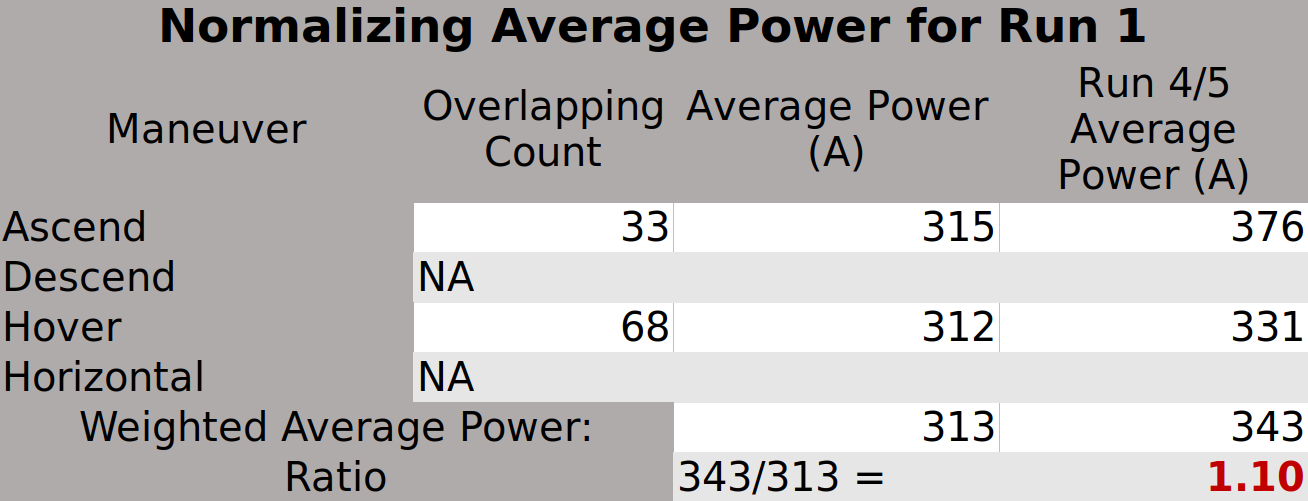 Normalizing Average Power for Run 1
Maneuver
Overlapping
Count
Average Power
(A)
Run 4/5
Average
Power (A)
Ascend 33 315 376
Descend NA
Hover 68 312 331
Horizontal NA
Weighted Average Power: 313 343
Ratio 343/313 = 1.10